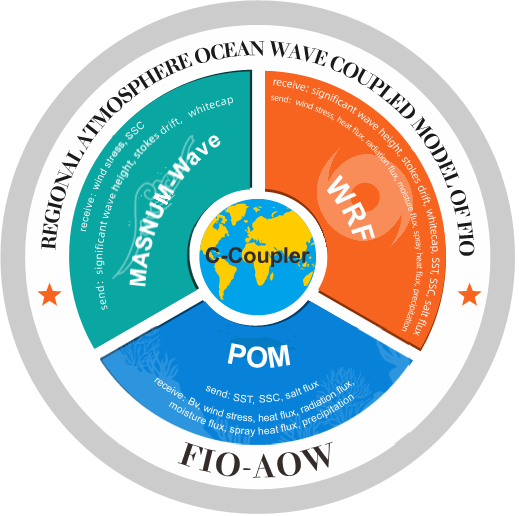 REGIONAL ATMOSPHERE OCEAN WAVE COUPLED MODEL OF FIO
receive: wind stress, SSC
send: significant wave height, stokes drift, whitecap
MASNUM-Wave
receive: significant wave height, stokes drift, whitecap, SST, SSC, salt flux
send: wind stress, heat flux, radiation flux, moisture flux, spray heat flux, precipitation
WRF
C-Coupler
POM
send: SST, SSC, salt flux
receive: Bv, wind stress, heat flux, radiation flux,
moisture flux, spray heat flux, precipitation
FIO-AOW